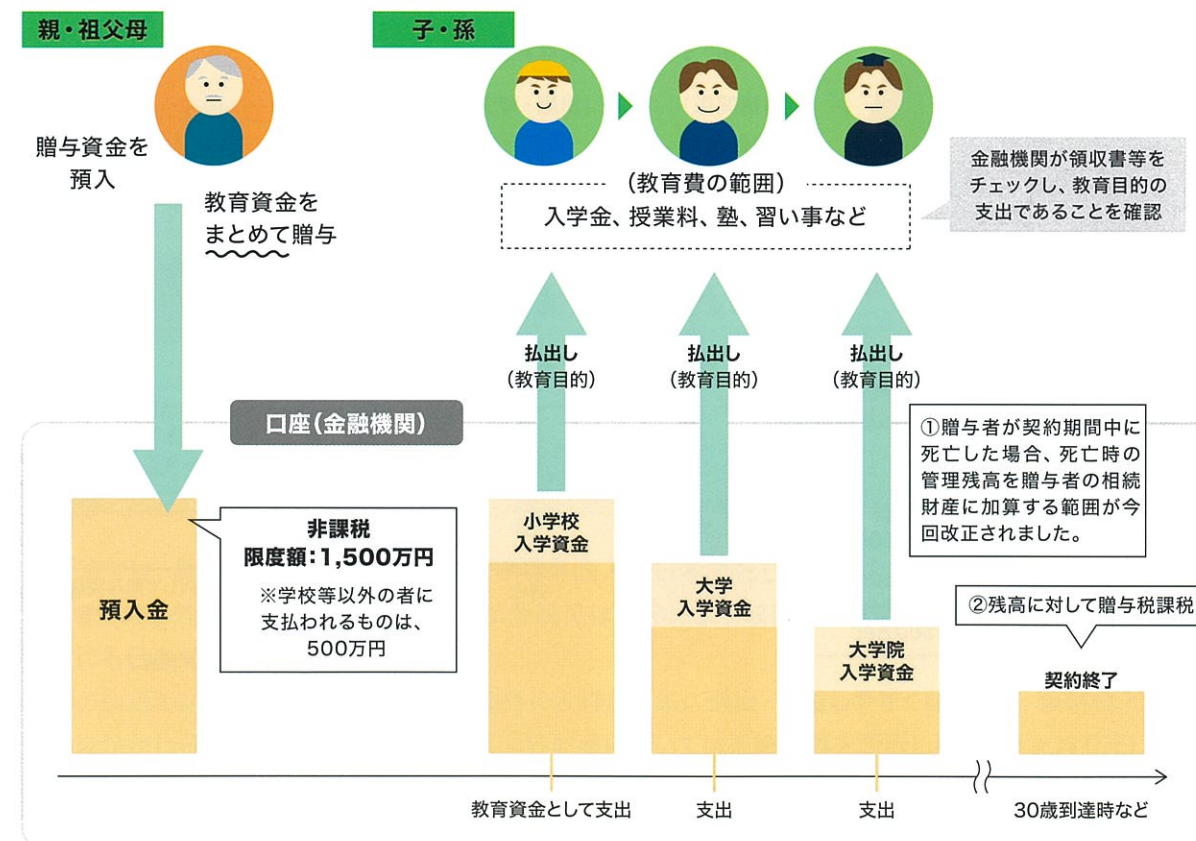 親・祖父母
子・孫
贈与資金を
預入
教育資金を
まとめて贈与
(教育費の範囲)
入学金、授業料、塾、習い事など
金融機関が領収書等を
チェックし、教育目的の
支出であることを確認
払出し
(教育目的)
払出し
(教育目的)
払出し
(教育目的)
口座(金融機関)
①贈与者が契約期間中に
死亡した場合、死亡時の
管理残高を贈与者の相続
財産に加算する範囲が今
回改正されました。
預入金
非課税
限度額:1,500万円
※学校等以外の者に
支払われるものは、
500万円
小学校
入学資金
大学
入学資金
大学院
入学資金
②残高に対して贈与税課税
契約終了
教育資金として支出
支出
支出
30歳到達時など